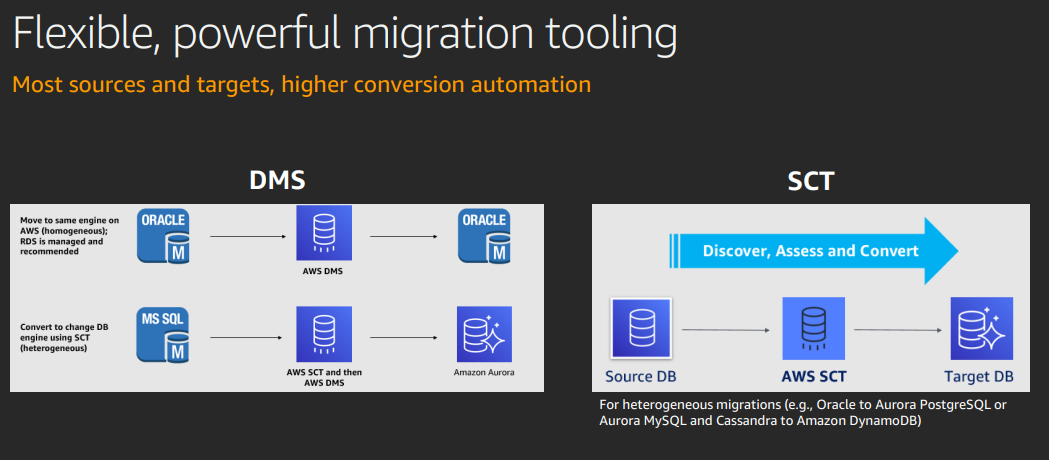 Flexible, powerful migration tooling
Most sources and targets, higher conversion automation
DMS
Move to same engine on
AWS (homogeneous);
RDS is managed and
recommended
ORACLE
M
AWS DMS
ORACLE
M
Convert to change DB
engine using SCT
(heterogeneous)
MS SQL
M
AWS SCT and then
AWS DMS
Amazon Aurora
SCT
Discover, Assess and Convert
Source DB
AWS SCT
Target DB
For heterogeneous migrations (e.g., Oracle to Aurora PostgreSQL or
Aurora MySQL and Cassandra to Amazon DynamoDB)